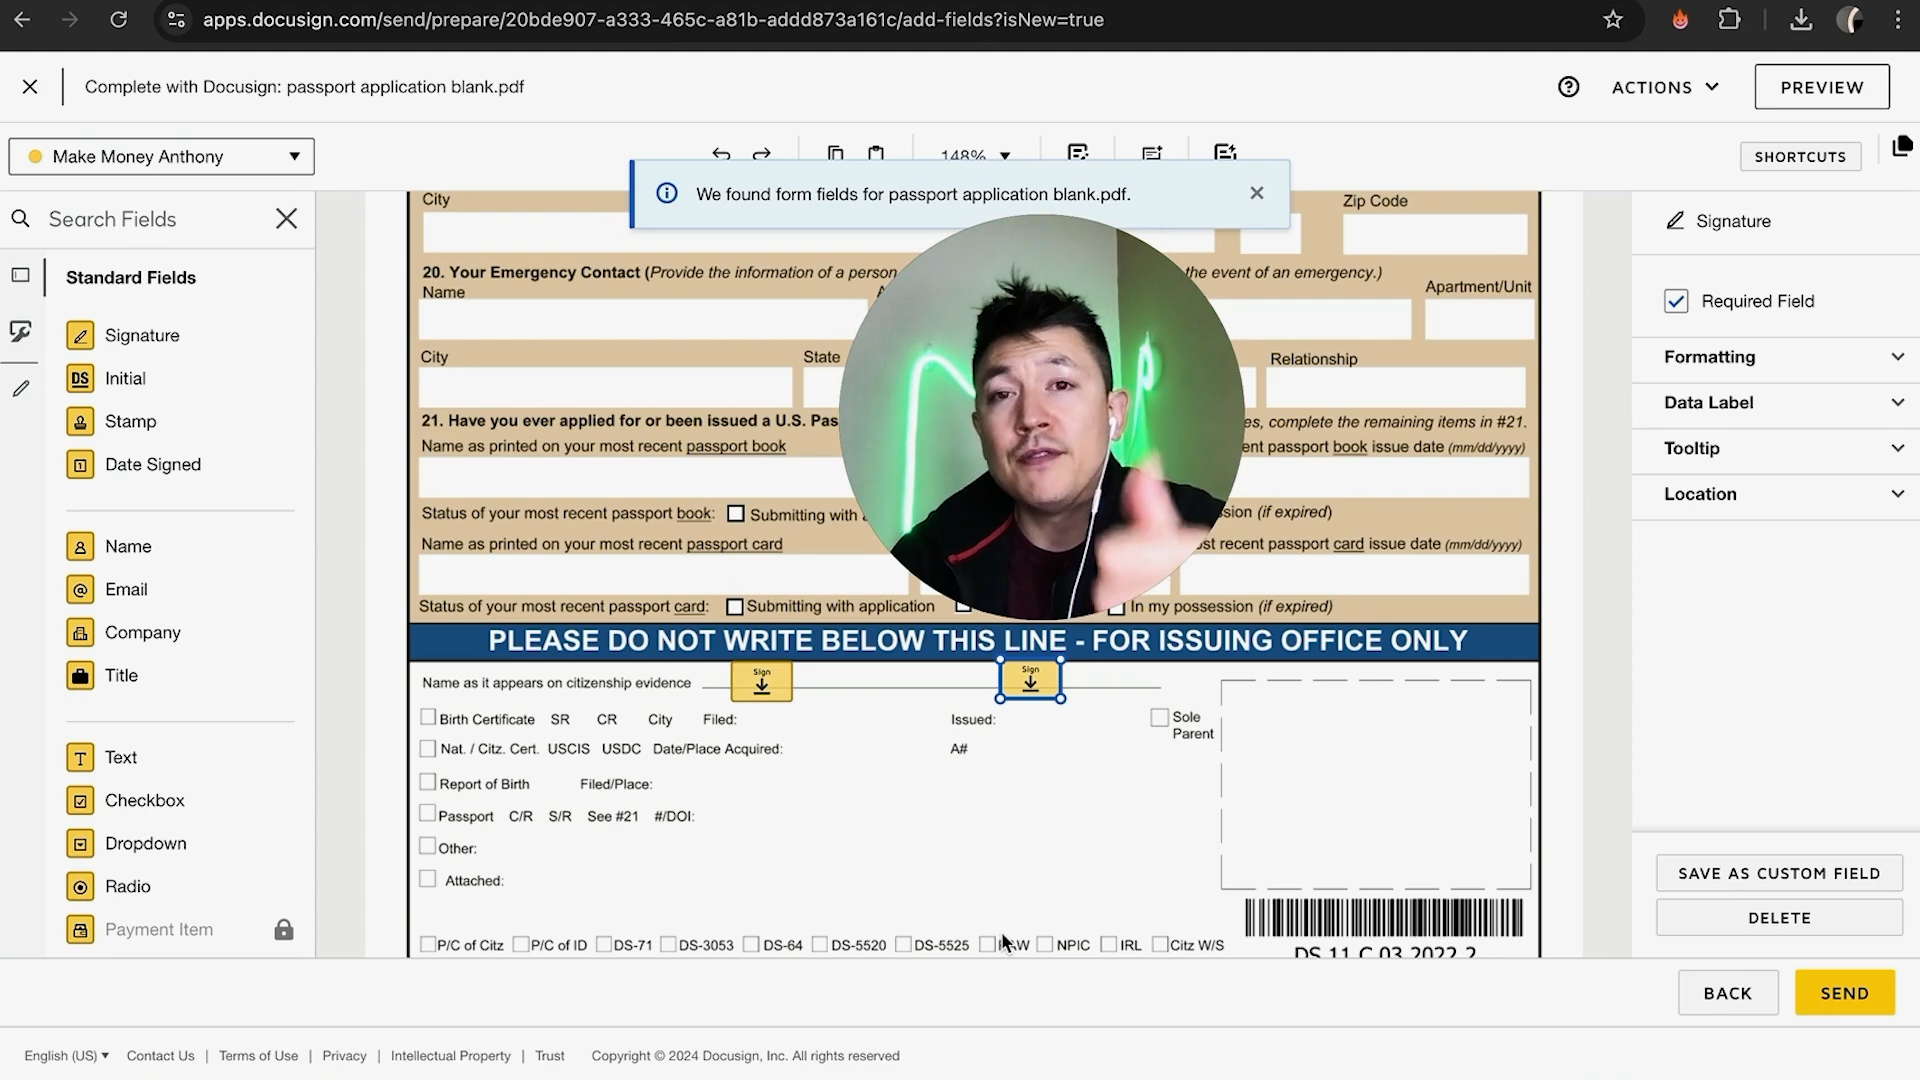 apps.docusign.com/send/prepare/20bde907-a333-465c-a81b-addd873a161c/add-fields?isNew=true
Complete with Docusign: passport application blank.pdf
ACTIONS
PREVIEW
Make Money Anthony
148%
SHORTCUTS
We found form fields for passport application blank.pdf.
Search Fields
Standard Fields
Signature
DS Initial
Stamp
Date Signed
Name
Email
Company
Title
Text
Checkbox
Dropdown
Radio
Payment Item
City
Zip Code
20. Your Emergency Contact (Provide the information of a person
the event of an emergency.)
Name
Apartment/Unit
City
State
Relationship
21. Have you ever applied for or been issued a U.S. Pas
complete the remaining items in #21.
Name as printed on your most recent passport book
passport book issue date (mm/dd/yyyy)
Status of your most recent passport book:
Submitting with
(if expired)
Name as printed on your most recent passport card
recent passport card issue date (mm/dd/yyyy)
Status of your most recent passport card:
Submitting with application
In my possession (if expired)
PLEASE DO NOT WRITE BELOW THIS LINE - FOR ISSUING OFFICE ONLY
Name as it appears on citizenship evidence
Sign
Sign
Birth Certificate SR CR City Filed:
Issued:
Sole Parent
Nat. / Citz. Cert. USCIS USDC Date/Place Acquired:
A#
Report of Birth Filed/Place:
Passport C/R S/R See #21 #/DOI:
Other:
Attached:
P/C of Citz P/C of ID DS-71 DS-3053 DS-64 DS-5520 DS-5525 NPIC IRL Citz W/S
DS 11 C 03 2022 2
Signature
Required Field
Formatting
Data Label
Tooltip
Location
SAVE AS CUSTOM FIELD
DELETE
BACK
SEND
English (US) Contact Us | Terms of Use | Privacy | Intellectual Property | Trust Copyright © 2024 Docusign, Inc. All rights reserved